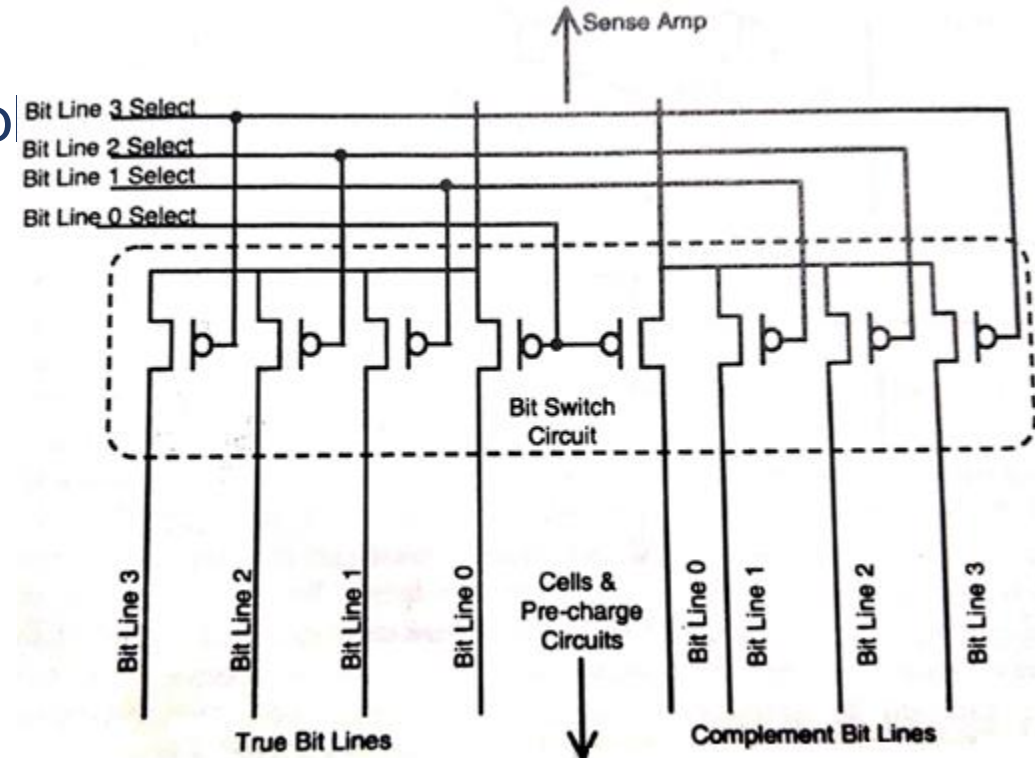 Sense Amp
Bit Line 3 Select
Bit Line 2 Select
Bit Line 1 Select
Bit Line 0 Select
Bit Switch
Circuit
Bit Line 3
Bit Line 2
Bit Line 1
Bit Line 0
Cells &
Pre-charge
Circuits
Bit Line 0
Bit Line 1
Bit Line 2
Bit Line 3
True Bit Lines
Complement Bit Lines